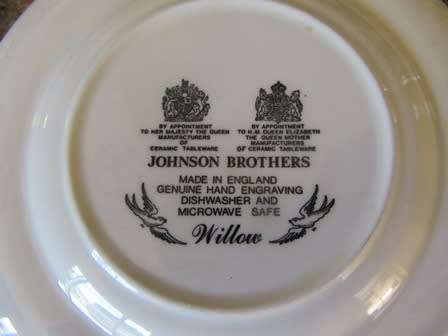 BY APPOINTMENT
TO HER MAJESTY THE QUEEN
MANUFACTURERS
OF
CERAMIC TABLEWARE
BY APPOINTMENT
TO H.M. QUEEN ELIZABETH
THE QUEEN MOTHER
MANUFACTURERS
OF CERAMIC TABLEWARE
JOHNSON BROTHERS
MADE IN ENGLAND
GENUINE HAND ENGRAVING
DISHWASHER AND
MICROWAVE SAFE
Willow